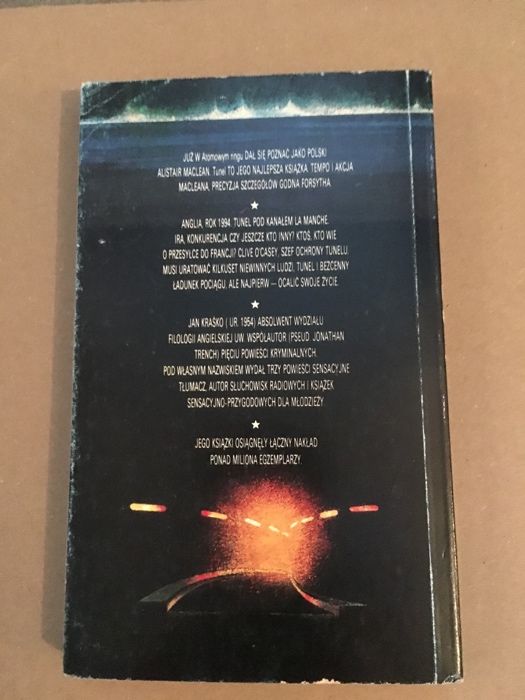 JUŻ W Atomowym ringu DAŁ SIĘ POZNAĆ JAKO POLSKI
ALISTAIR MACLEAN. Tunel TO JEGO NAJLEPSZA KSIĄŻKA. TEMPO I AKCJA
MACLEANA, PRECYZJA SZCZEGÓŁÓW GODNA FORSYTHA.
ANGLIA, ROK 1994. TUNEL POD KANAŁEM LA MANCHE.
IRA, KONKURENCJA CZY JESZCZE KTO INNY? KTOŚ, KTO WIE
O PRZESYŁCE DO FRANCJI? CLIVE O'CASEY, SZEF OCHRONY TUNELU
MUSI URATOWAĆ KILKUSET NIEWINNYCH LUDZI, TUNEL I BEZCENNY
ŁADUNEK POCIĄGU, ALE NAJPIERW — OCALIĆ SWOJE ŻYCIE.
JAN KRAŚKO ( UR. 1954) ABSOLWENT WYDZIAŁU
FILOLOGII ANGIELSKIEJ UW. WSPÓŁAUTOR (PSEUD. JONATHAN
TRENCH) PIĘCIU POWIEŚCI KRYMINALNYCH.
POD WŁASNYM NAZWISKIEM WYDAŁ TRZY POWIEŚCI SENSACYJNE.
TŁUMACZ, AUTOR SŁUCHOWISK RADIOWYCH I KSIĄŻEK
SENSACYJNO-PRZYGODOWYCH DLA MŁODZIEŻY.
JEGO KSIĄŻKI OSIĄGNĘŁY ŁĄCZNY NAKŁAD
PONAD MILIONA EGZEMPLARZY.